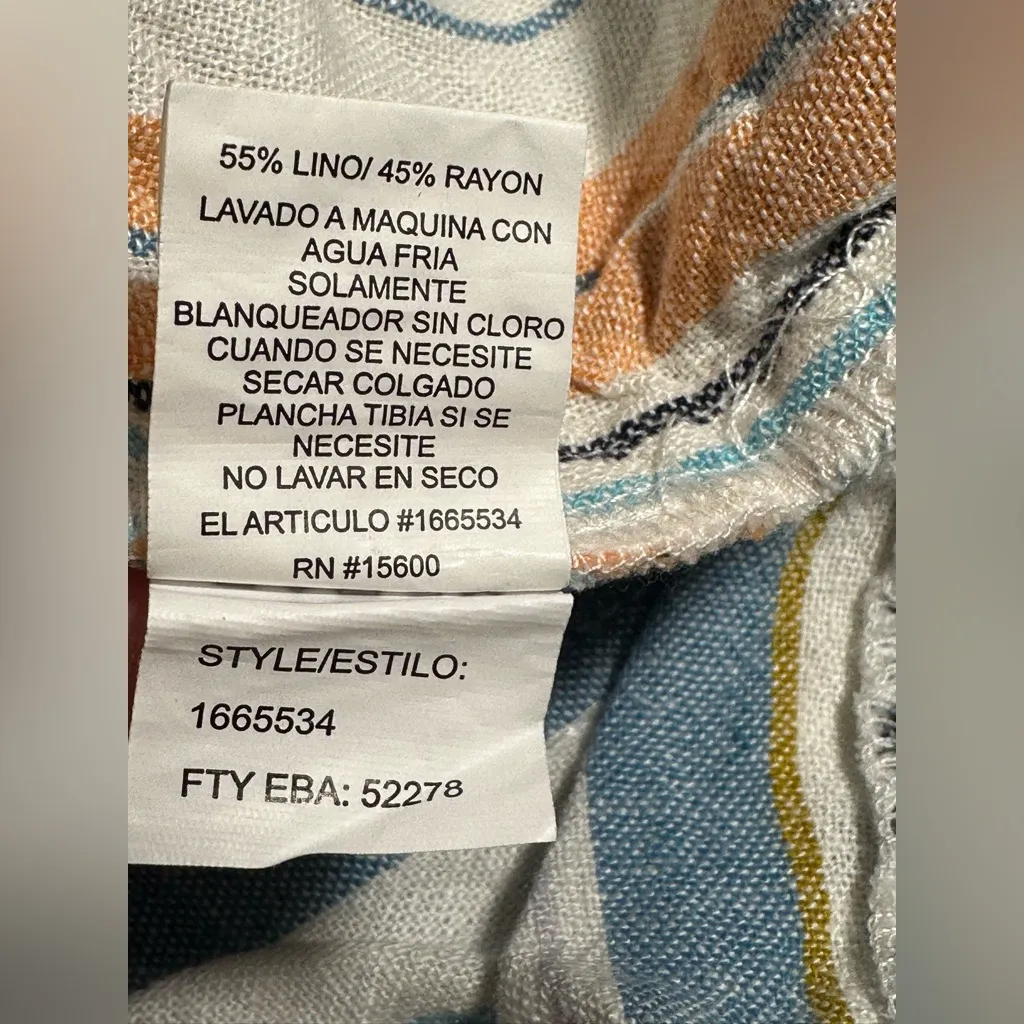 55% LINO/ 45% RAYON
LAVADO A MAQUINA CON
AGUA FRIA
SOLAMENTE
BLANQUEADOR SIN CLORO
CUANDO SE NECESITE
SECAR COLGADO
PLANCHA TIBIA SI SE
NECESITE
NO LAVAR EN SECO
EL ARTICULO #1665534
RN #15600
STYLE/ESTILO:
1665534
FTY EBA: 52278